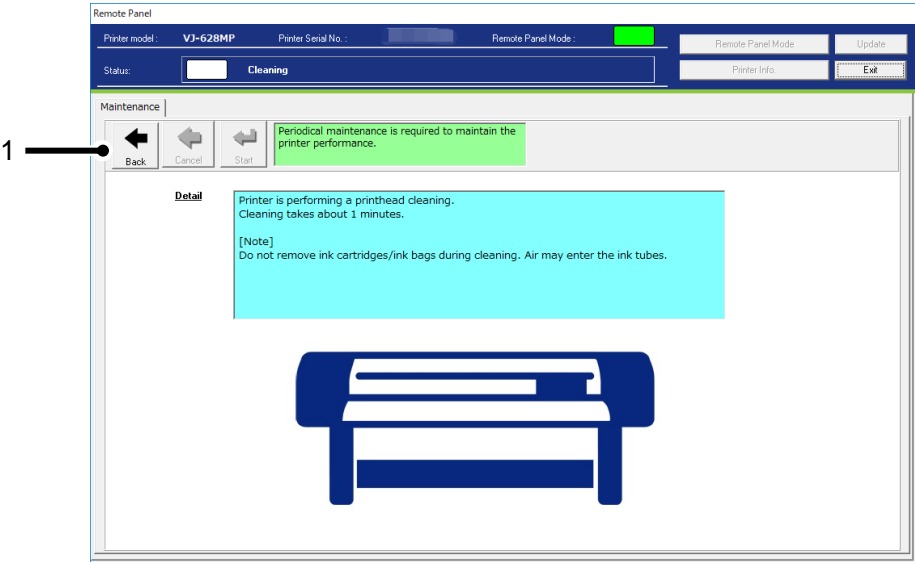 Remote Panel
Printer model : VJ-628MP Printer Serial No. : Remote Panel Mode :
Remote Panel Mode Update
Status: Cleaning
Printer Info. Exit
Maintenance
1
Back Cancel Start
Periodical maintenance is required to maintain the
printer performance.
Detail
Printer is performing a printhead cleaning.
Cleaning takes about 1 minutes.
[Note]
Do not remove ink cartridges/ink bags during cleaning. Air may enter the ink tubes.